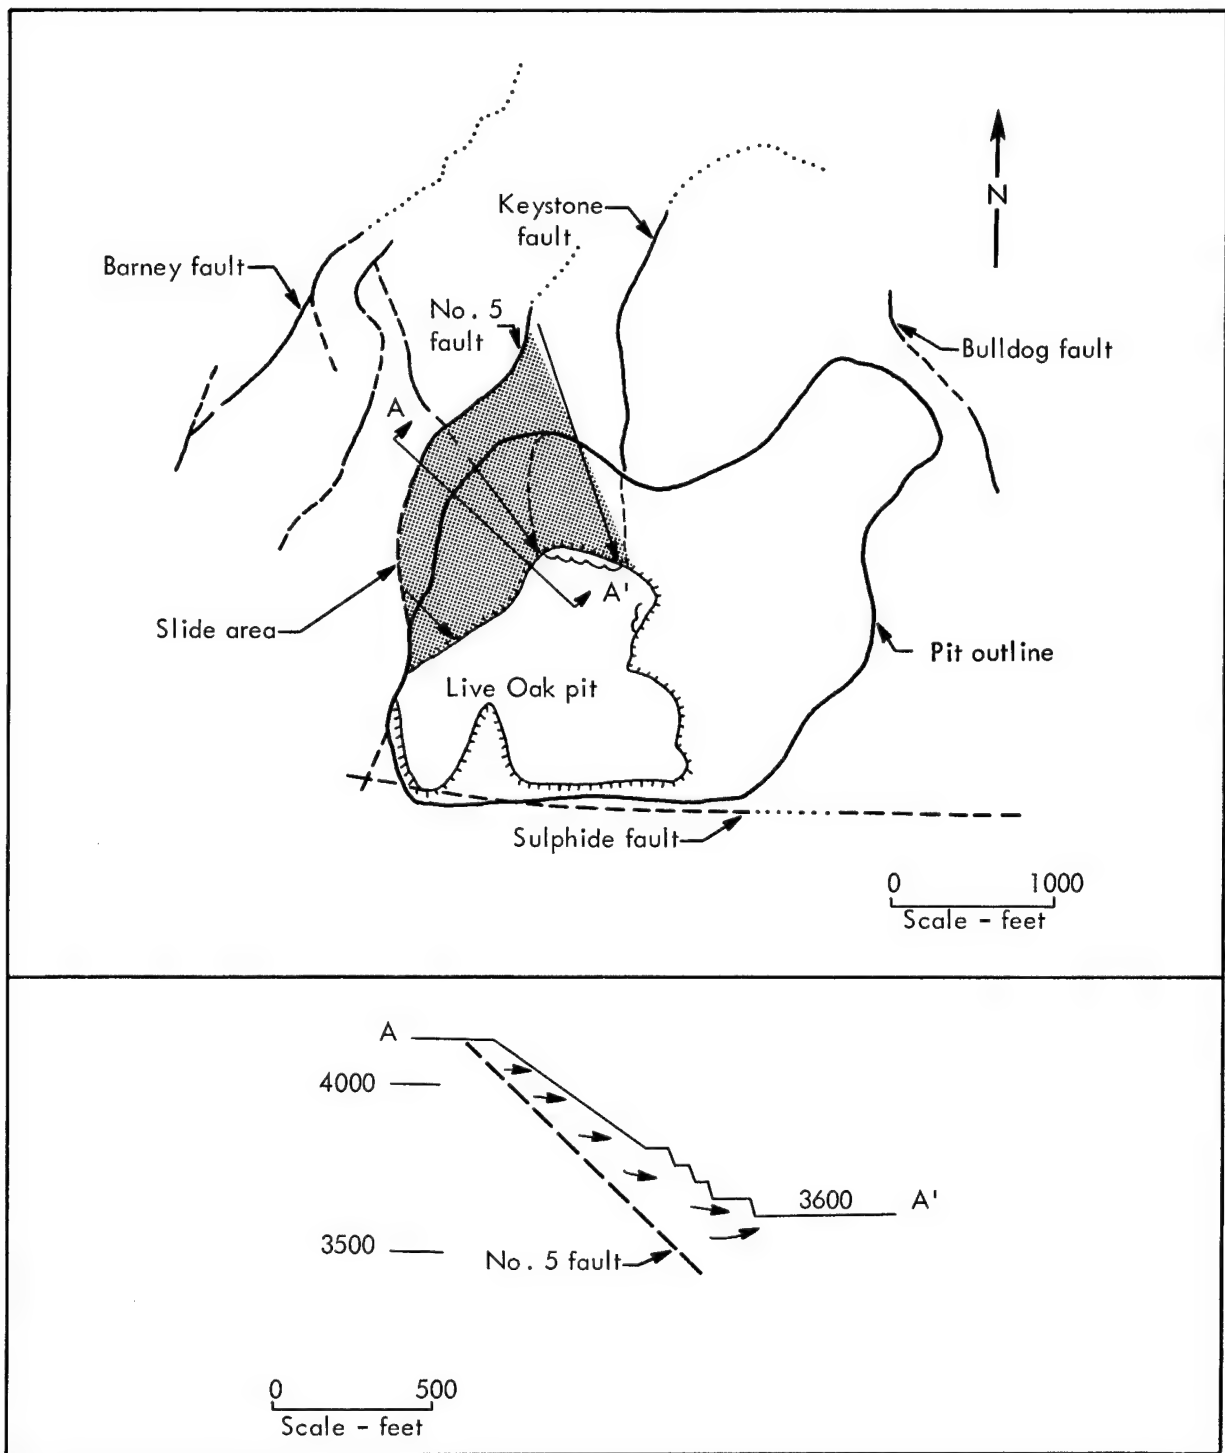 Keystone
fault
N
Barney fault
No. 5
fault
Bulldog fault
A
A'
Slide area
Pit outline
Live Oak pit
Sulphide fault
0 1000
Scale - feet
A
4000
3600 A'
3500
No. 5 fault
0 500
Scale - feet